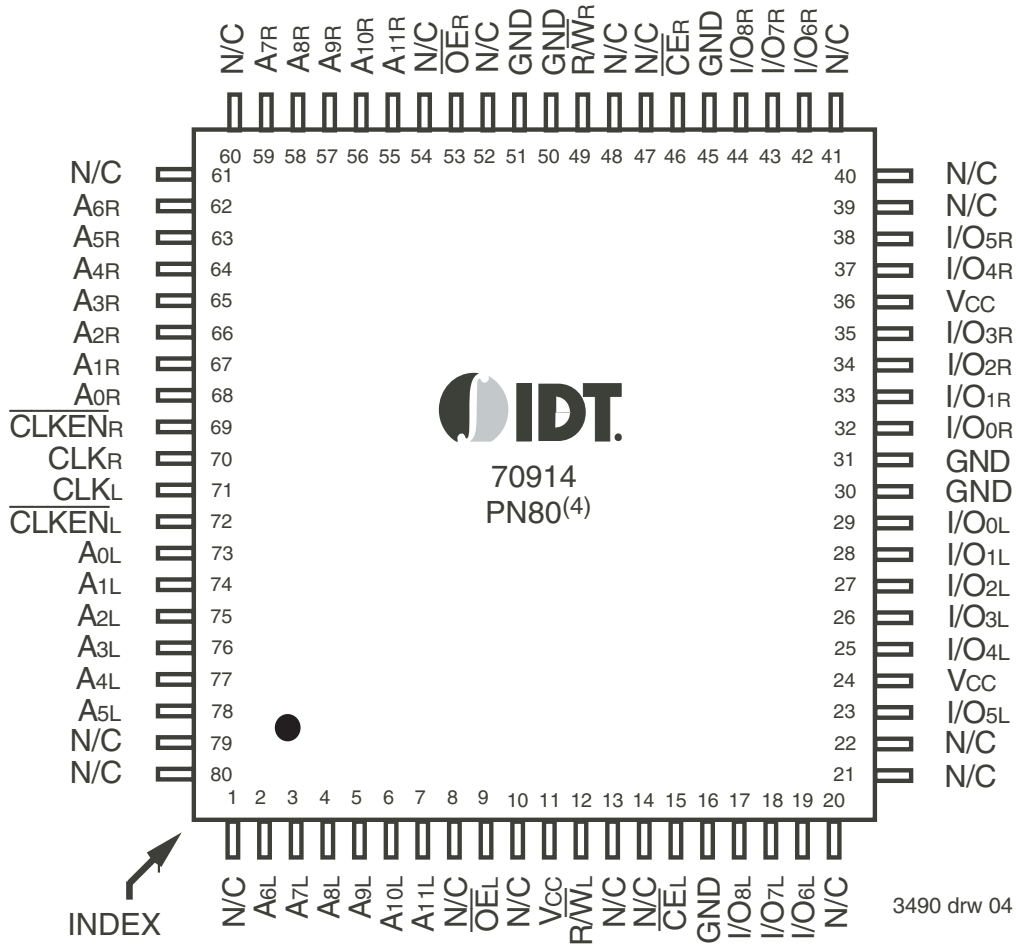 N/C A7R A8R A9R A10R A11R N/C OER N/C GND GND R/WR N/C N/C CER GND I/O8R I/O7R I/O6R N/C
60 59 58 57 56 55 54 53 52 51 50 49 48 47 46 45 44 43 42 41
N/C 61 40 N/C
A6R 62 39 N/C
A5R 63 38 I/O5R
A4R 64 37 I/O4R
A3R 65 36 VCC
A2R 66 35 I/O3R
A1R 67 34 I/O2R
A0R 68 33 I/O1R
CLKENR 69 32 I/O0R
CLKR 70 31 GND
CLKL 71 30 GND
CLKENL 72 29 I/O0L
A0L 73 28 I/O1L
A1L 74 27 I/O2L
A2L 75 26 I/O3L
A3L 76 25 I/O4L
A4L 77 24 VCC
A5L 78 23 I/O5L
N/C 79 22 N/C
N/C 80 21 N/C
IDT.
70914
PN80(4)
1 2 3 4 5 6 7 8 9 10 11 12 13 14 15 16 17 18 19 20
N/C A6L A7L A8L A9L A10L A11L N/C OEL N/C VCC R/WL N/C N/C CEL GND I/O8L I/O7L I/O6L N/C
INDEX
3490 drw 04